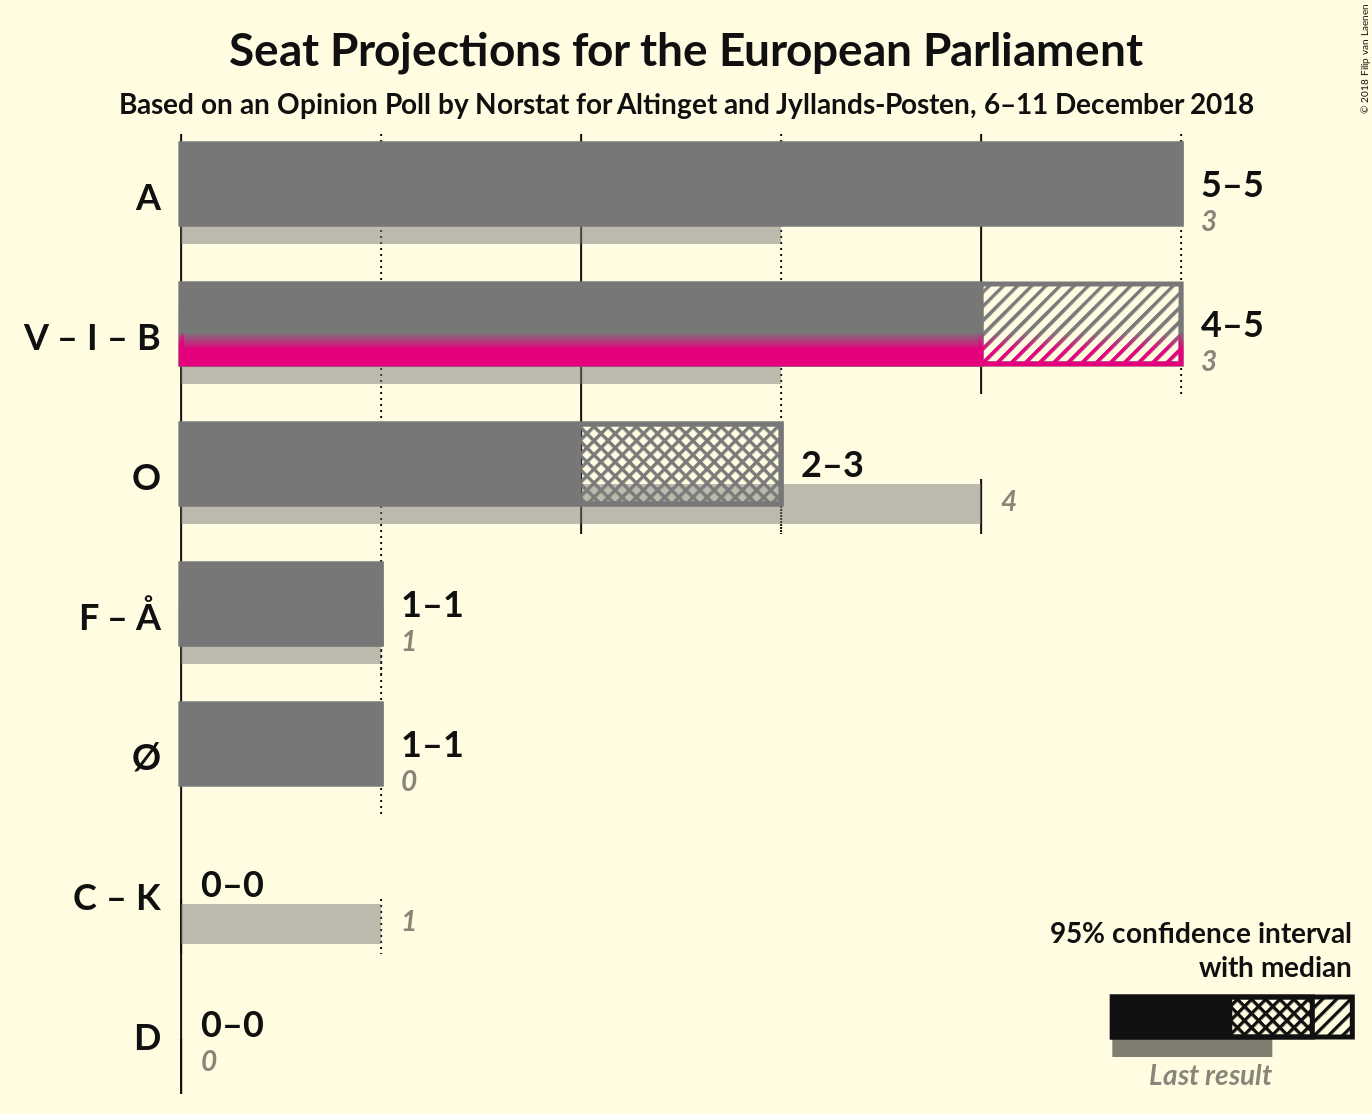 Seat Projections for the European Parliament
Based on an Opinion Poll by Norstat for Altinget and Jyllands-Posten, 6–11 December 2018
© 2018 Filip van Laenen
A
5–5
3
V – I – B
4–5
3
O
2–3
4
F – Å
1–1
1
Ø
1–1
0
C – K
0–0
1
D
0–0
0
95% confidence interval
with median
Last result